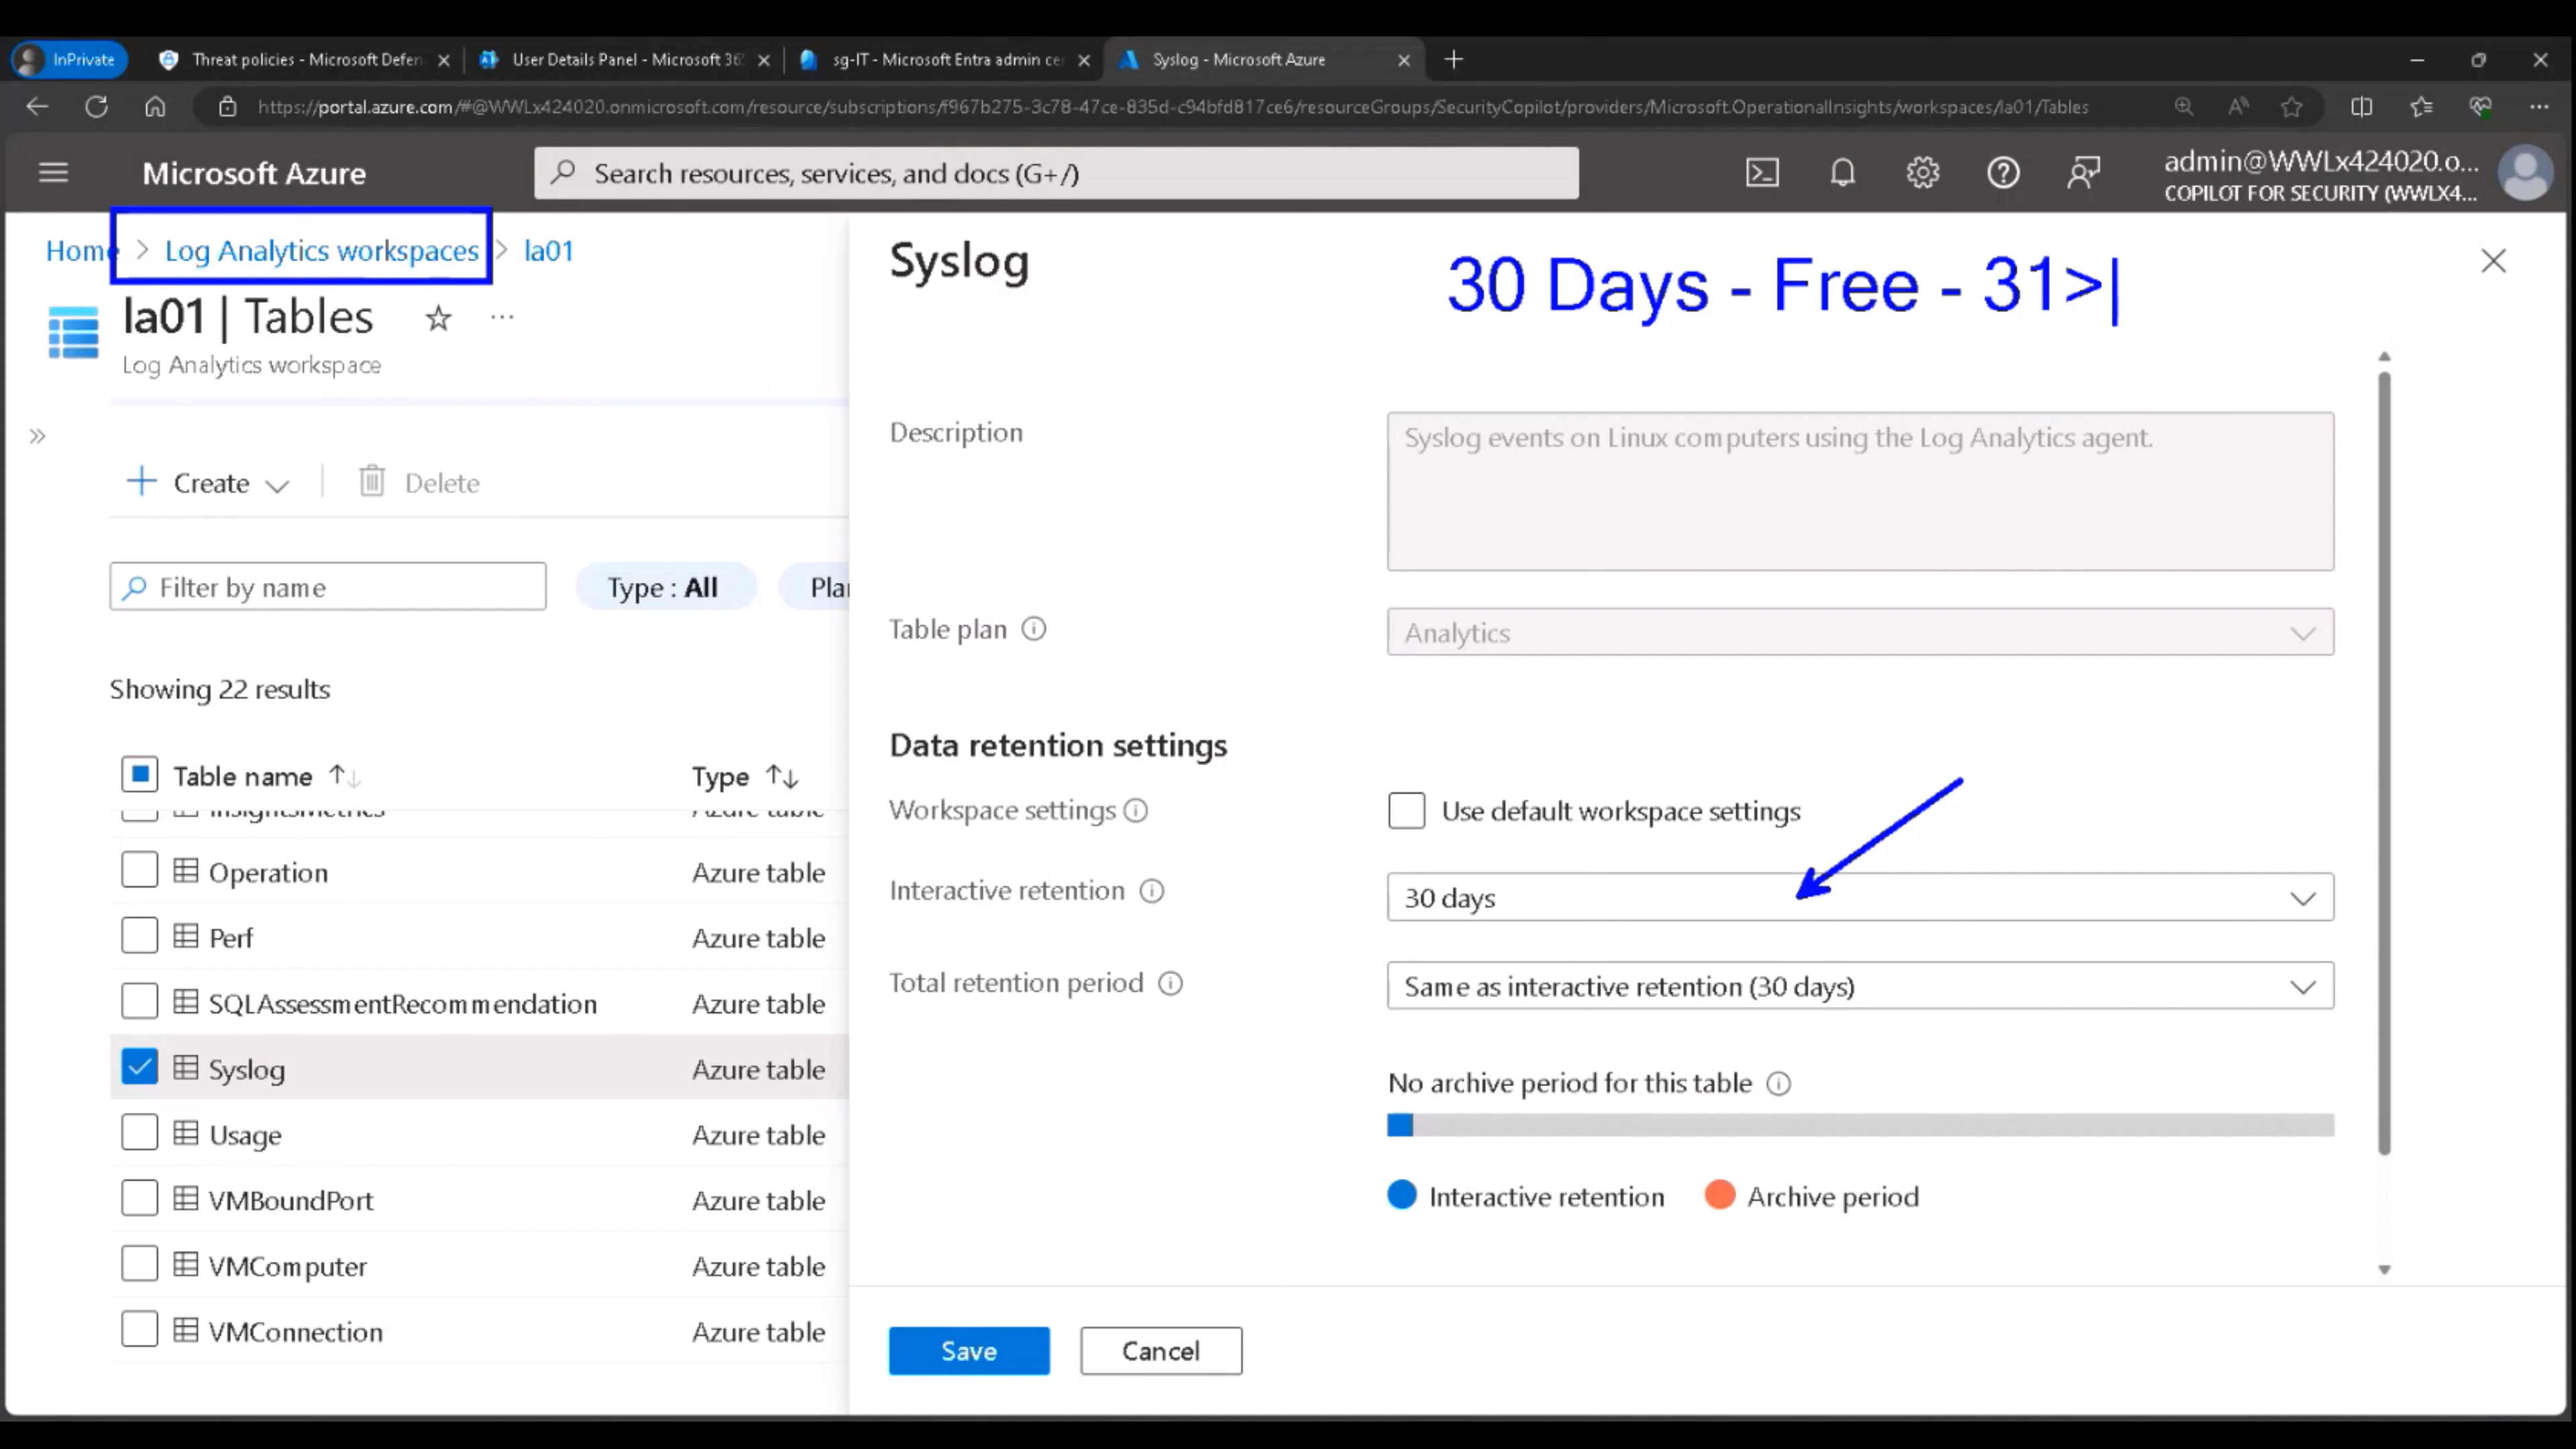 InPrivate
Threat policies - Microsoft Defen
User Details Panel - Microsoft 36
sg-IT - Microsoft Entra admin cer
Syslog - Microsoft Azure
https://portal.azure.com/#@WWLx424020.onmicrosoft.com/resource/subscriptions/f967b275-3c78-47ce-835d-c94bfd817ce6/resourceGroups/SecurityCopilot/providers/Microsoft.OperationalInsights/workspaces/la01/Tables
Microsoft Azure
Search resources, services, and docs (G+/)
admin@WWLx424020.o...
COPILOT FOR SECURITY (WWLX4...
Home > Log Analytics workspaces > la01
la01 | Tables
Log Analytics workspace
Create
Delete
Filter by name
Type : All
Pla
Showing 22 results
Table name
Type
InsightsMetrics Azure table
Operation Azure table
Perf Azure table
SQLAssessmentRecommendation Azure table
Syslog Azure table
Usage Azure table
VMBoundPort Azure table
VMComputer Azure table
VMConnection Azure table
Syslog
30 Days - Free - 31>|
Description
Syslog events on Linux computers using the Log Analytics agent.
Table plan
Analytics
Data retention settings
Workspace settings
Use default workspace settings
Interactive retention
30 days
Total retention period
Same as interactive retention (30 days)
No archive period for this table
Interactive retention
Archive period
Save
Cancel